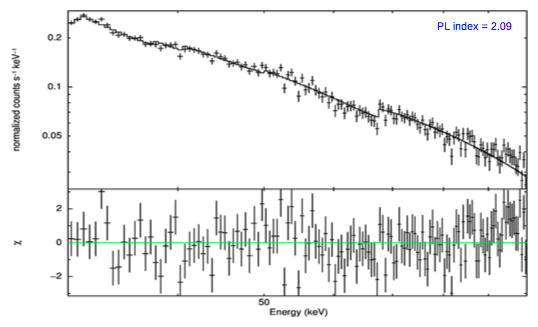 PL index = 2.09
normalized counts s⁻¹ keV⁻¹
0.2
0.1
0.05
χ
2
0
−2
50
Energy (keV)